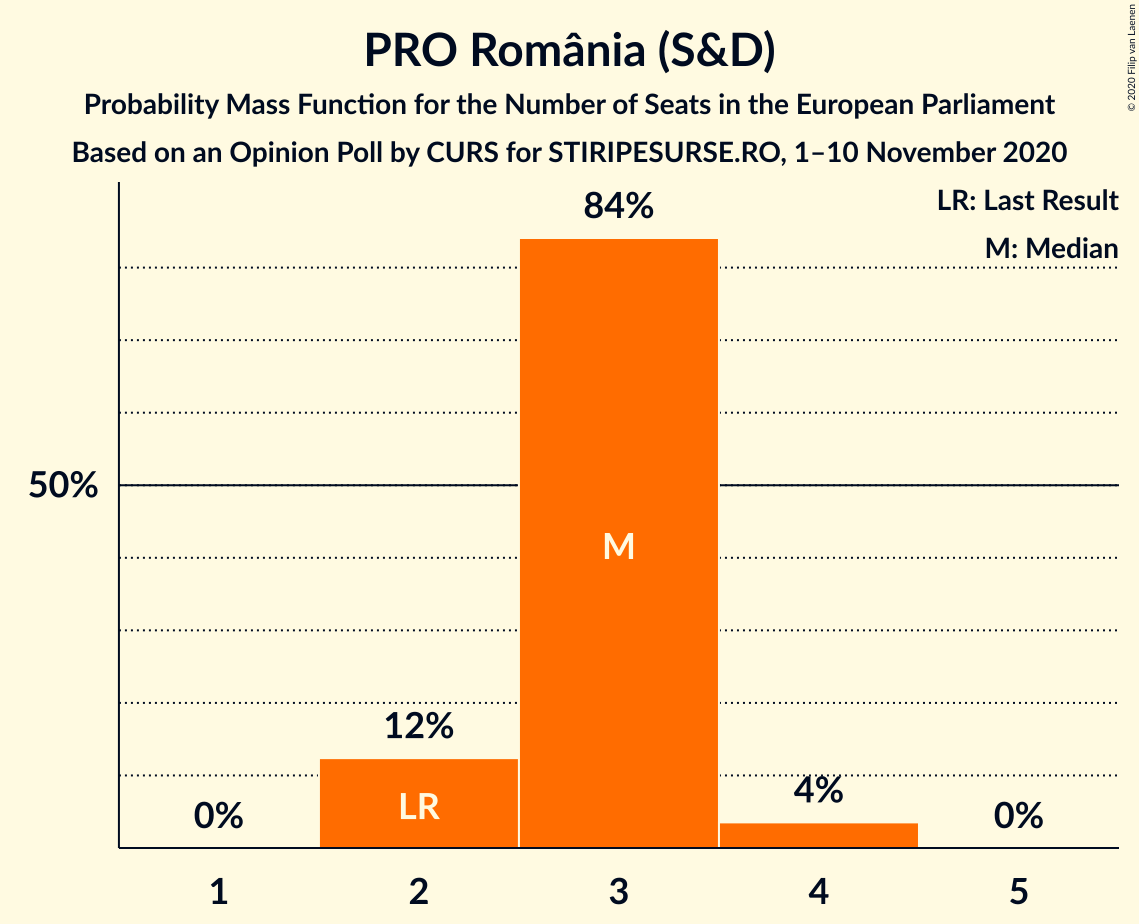 PRO România (S&D)
Probability Mass Function for the Number of Seats in the European Parliament
Based on an Opinion Poll by CURS for STIRIPESURSE.RO, 1–10 November 2020
© 2020 Filip van Laenen
LR: Last Result
M: Median
84%
50%
M
12%
LR
4%
0%
0%
1 2 3 4 5